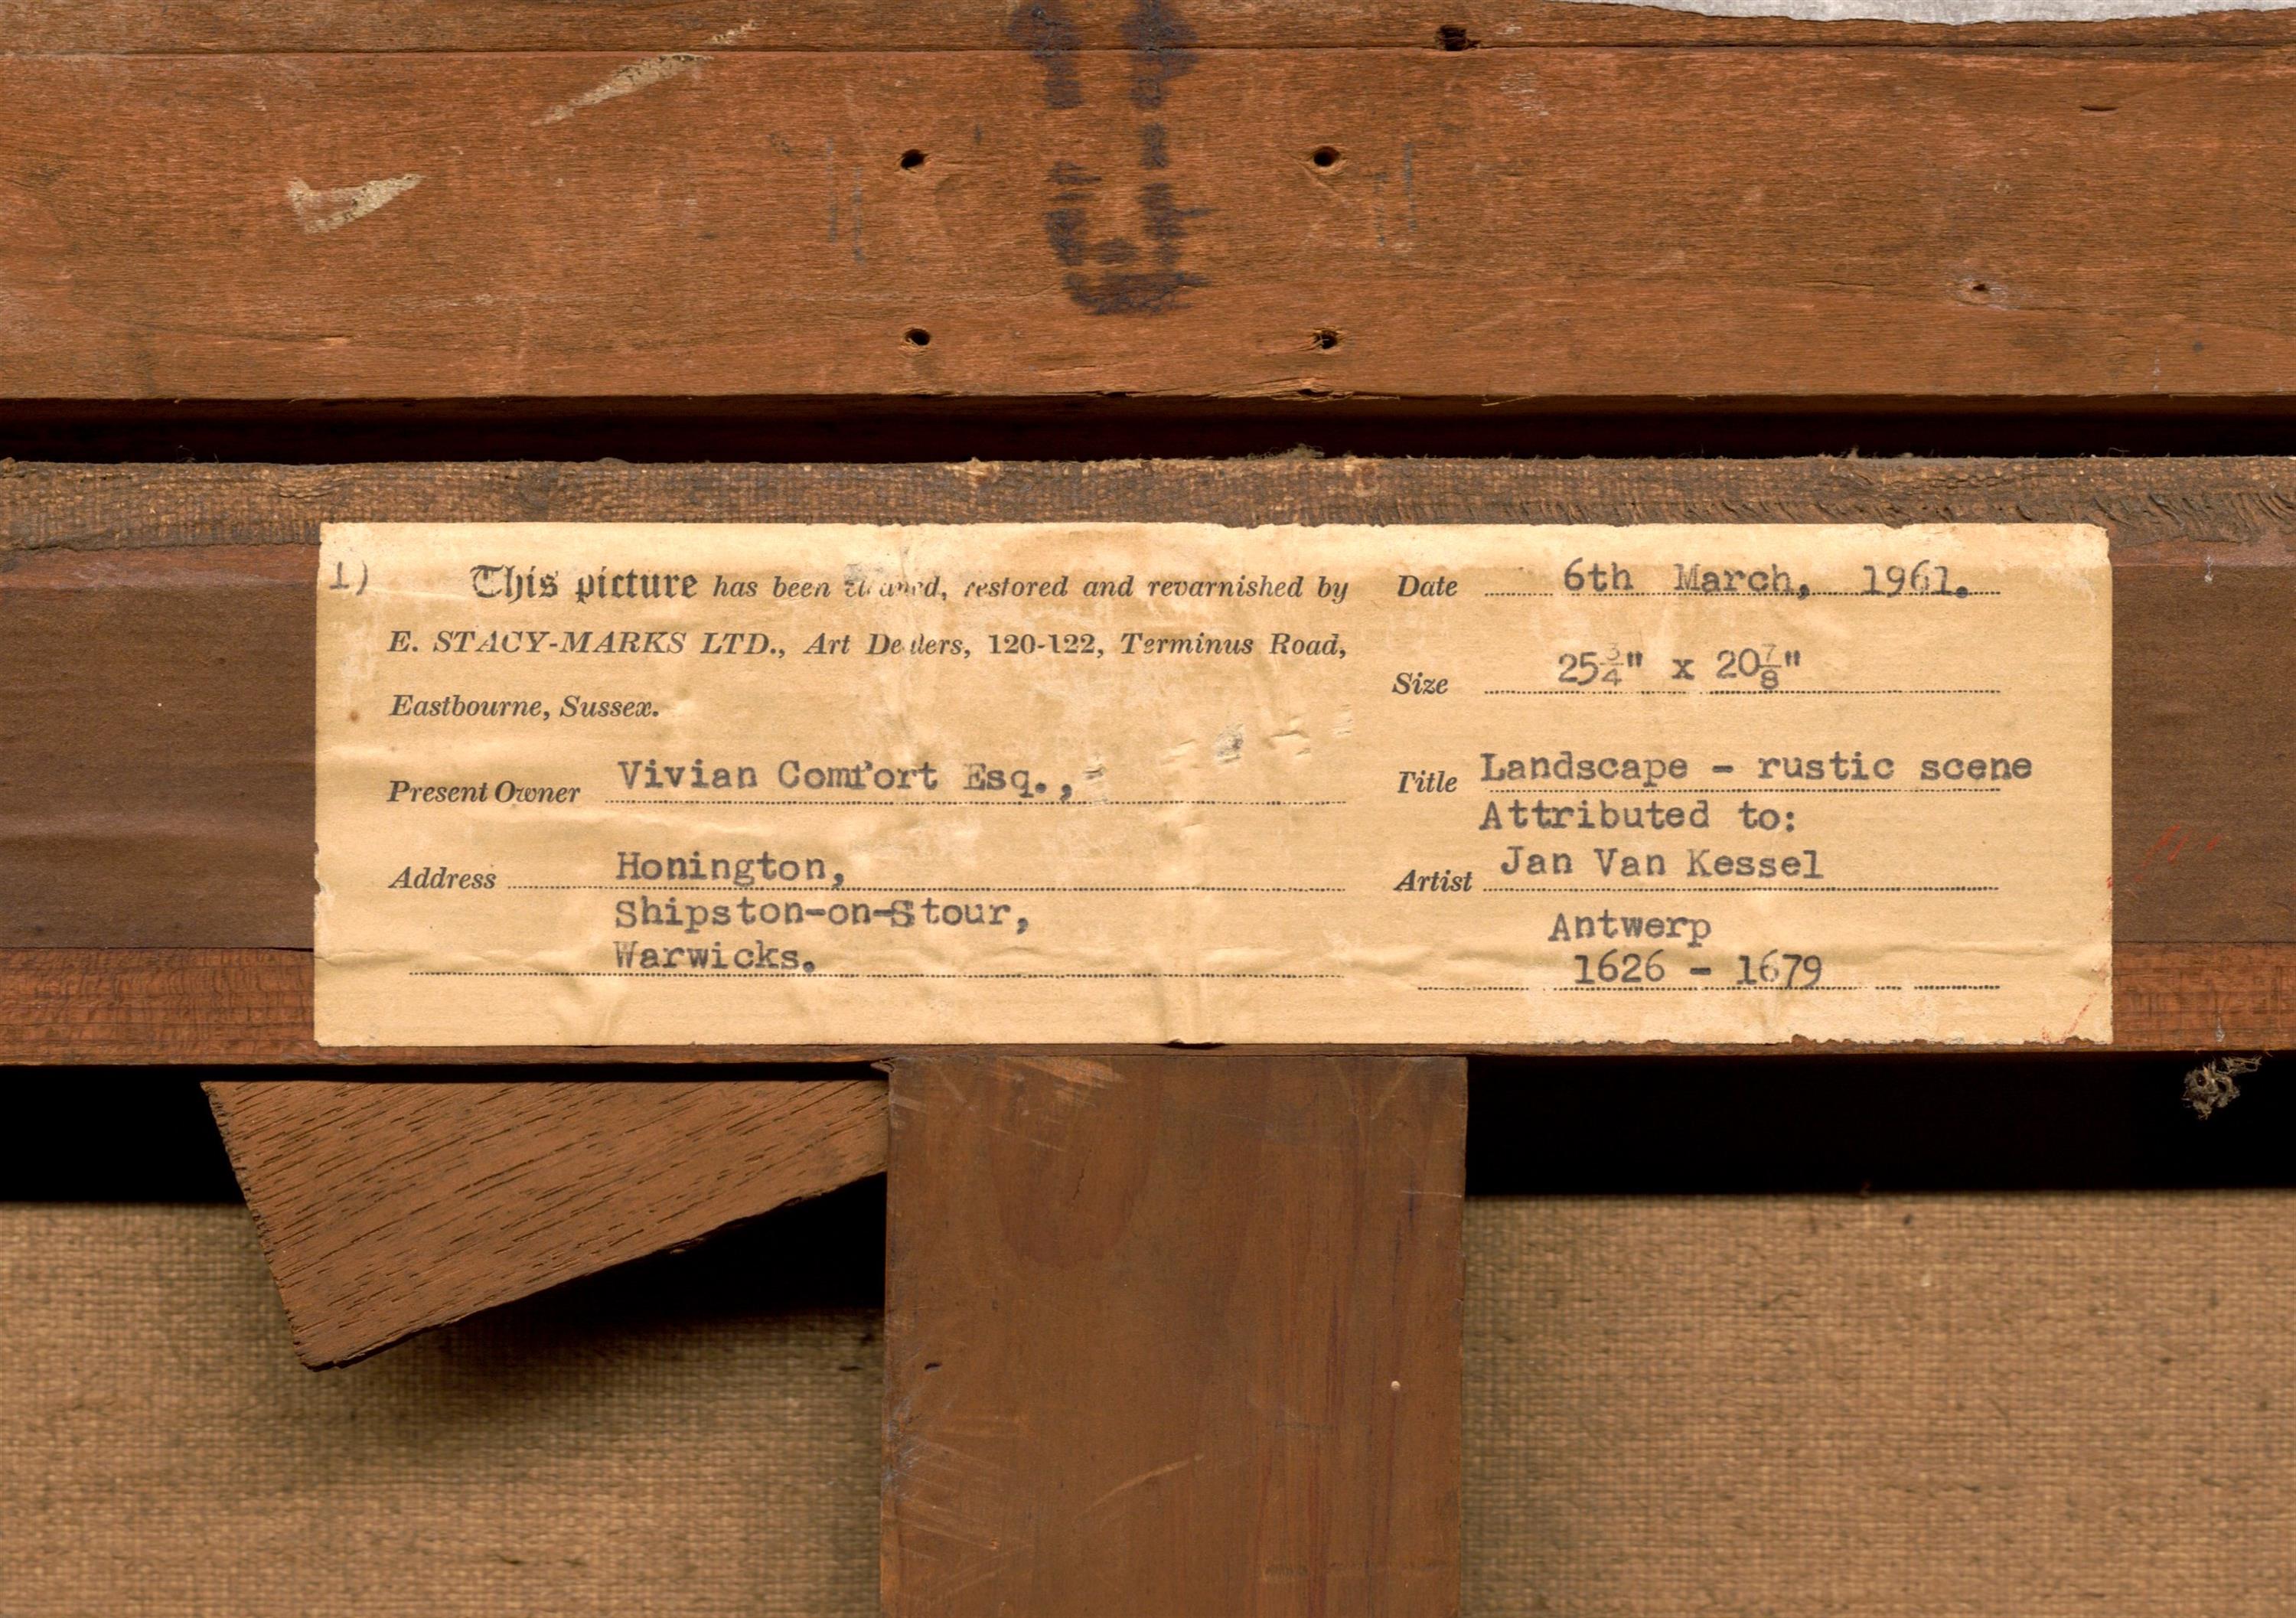 1)
This picture has been cleaned, restored and revarnished by
E. STACY-MARKS LTD., Art Dealers, 120-122, Terminus Road,
Eastbourne, Sussex.
Present Owner Vivian Comfort Esq.,
Address Honington,
Shipston-on-Stour,
Warwicks.
Date 6th March, 1961.
Size 25¾" x 20⅞"
Title Landscape - rustic scene
Attributed to:
Artist Jan Van Kessel
Antwerp
1626 - 1679